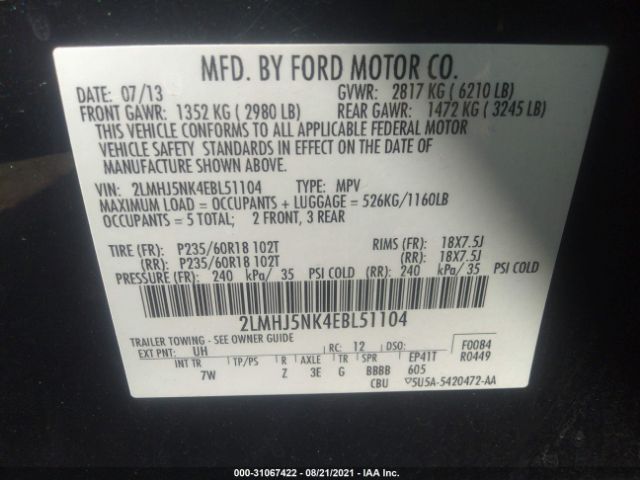 MFD. BY FORD MOTOR CO.
DATE: 07/13 GVWR: 2817 KG ( 6210 LB)
FRONT GAWR: 1352 KG ( 2980 LB) REAR GAWR: 1472 KG ( 3245 LB)
THIS VEHICLE CONFORMS TO ALL APPLICABLE FEDERAL MOTOR
VEHICLE SAFETY STANDARDS IN EFFECT ON THE DATE OF
MANUFACTURE SHOWN ABOVE.
VIN: 2LMHJ5NK4EBL51104 TYPE: MPV
MAXIMUM LOAD = OCCUPANTS + LUGGAGE = 526KG/1160LB
OCCUPANTS = 5 TOTAL; 2 FRONT, 3 REAR
TIRE (FR): P235/60R18 102T RIMS (FR): 18X7.5J
(RR): P235/60R18 102T (RR): 18X7.5J
PRESSURE (FR): 240 kPa/ 35 PSI COLD (RR): 240 kPa/ 35 PSI COLD
2LMHJ5NK4EBL51104
TRAILER TOWING - SEE OWNER GUIDE
EXT PNT: UH RC: 12 DSO: F0084
INT TR TP/PS R AXLE TR SPR EP41T R0449
7W Z 3E G BBBB 605
CBU 5U5A-5420472-AA
000-31067422 - 08/21/2021 - IAA Inc.